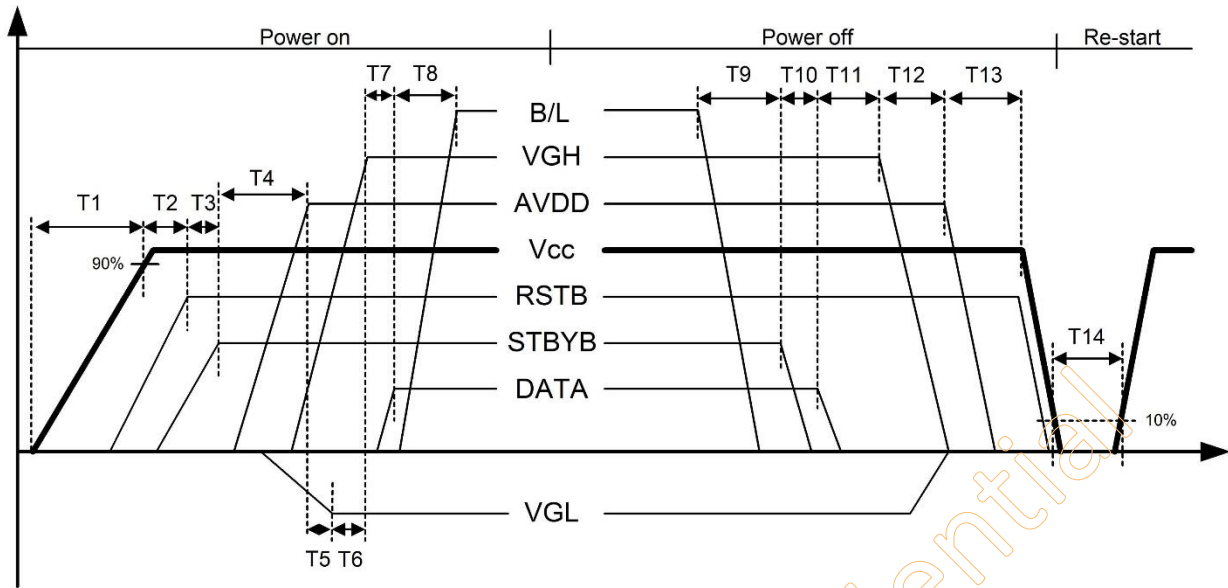 Power on
Power off
Re-start
T7 T8
T9 T10 T11 T12 T13
B/L
VGH
T4
AVDD
T1 T2 T3
Vcc
90%
RSTB
STBYB
T14
DATA
10%
VGL
T5 T6
dential